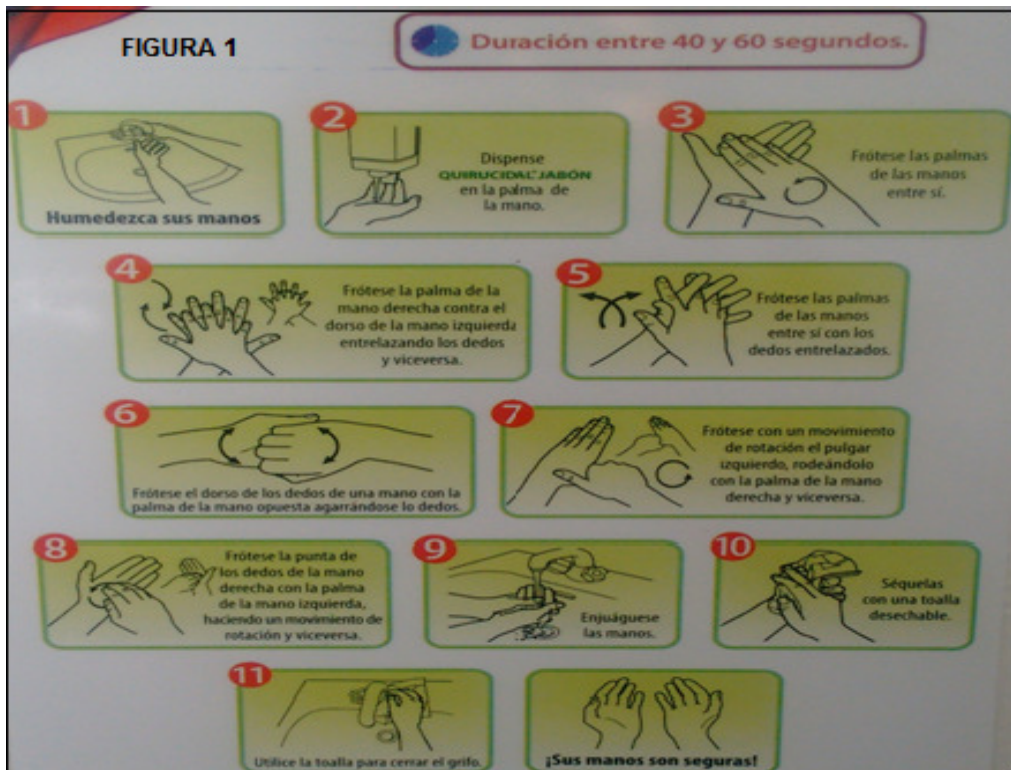 FIGURA 1
Duración entre 40 y 60 segundos.
1
Humedezca sus manos
2
Dispense
QUIRUCIDAL® JABÓN
en la palma de
la mano.
3
Frótese las palmas
de las manos
entre sí.
4
Frótese la palma de la
mano derecha contra el
dorso de la mano izquierda
entrelazando los dedos
y viceversa.
5
Frótese las palmas
de las manos
entre sí con los
dedos entrelazados.
6
Frótese el dorso de los dedos de una mano con la
palma de la mano opuesta agarrándose lo dedos.
7
Frótese con un movimiento
de rotación el pulgar
izquierdo, rodeándolo
con la palma de la mano
derecha y viceversa.
8
Frótese la punta de
los dedos de la mano
derecha con la palma
de la mano izquierda,
haciendo un movimiento de
rotación y viceversa.
9
Enjuáguese
las manos.
10
Séquelas
con una toalla
desechable.
11
Utilice la toalla para cerrar el grifo.
¡Sus manos son seguras!